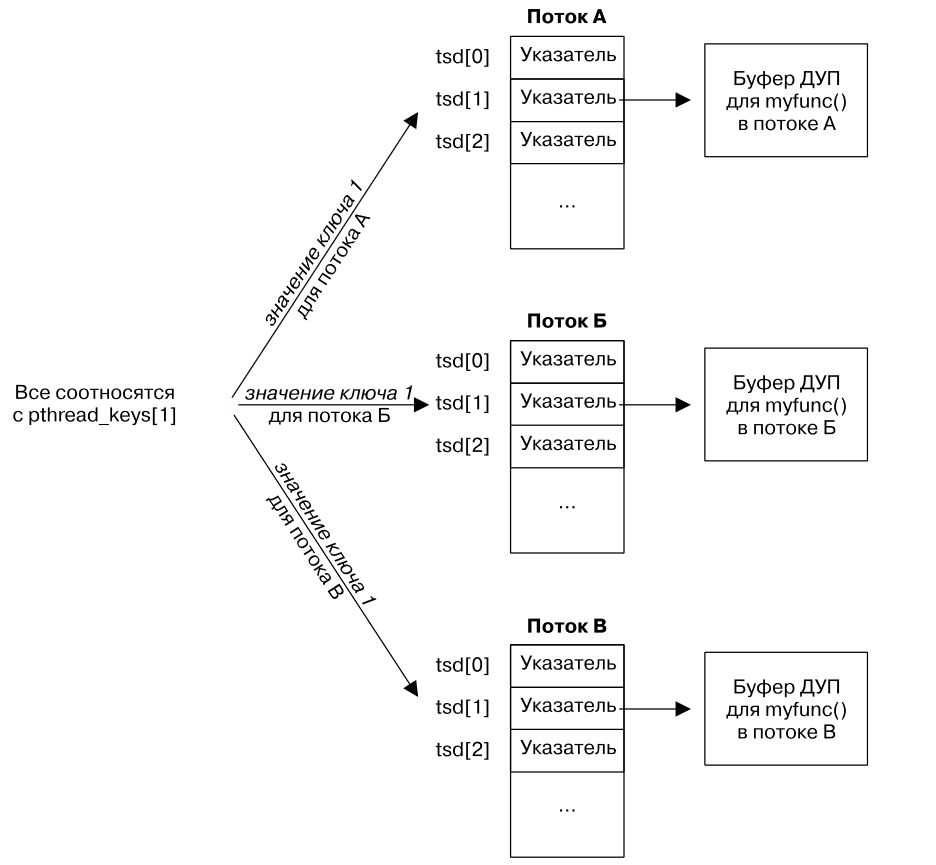 Поток А
tsd[0]
Указатель
tsd[1]
Указатель
tsd[2]
Указатель
...
Буфер ДУП
для myfunc()
в потоке А
значение ключа 1
для потока А
Все соотносятся
с pthread_keys[1]
значение ключа 1
для потока Б
Поток Б
tsd[0]
Указатель
tsd[1]
Указатель
tsd[2]
Указатель
...
Буфер ДУП
для myfunc()
в потоке Б
значение ключа 1
для потока В
Поток В
tsd[0]
Указатель
tsd[1]
Указатель
tsd[2]
Указатель
...
Буфер ДУП
для myfunc()
в потоке В